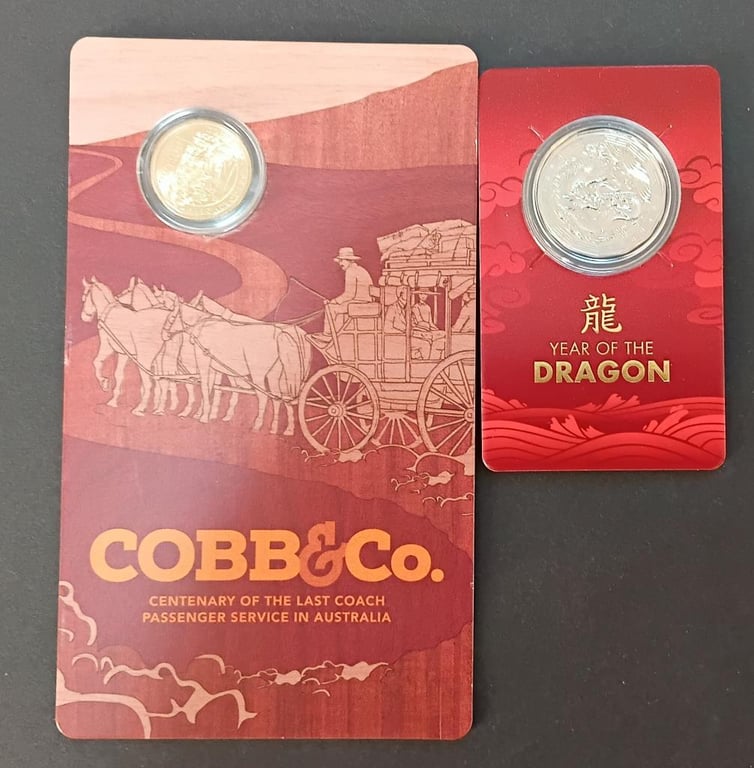 COBB&Co.
CENTENARY OF THE LAST COACH
PASSENGER SERVICE IN AUSTRALIA
龍
YEAR OF THE
DRAGON